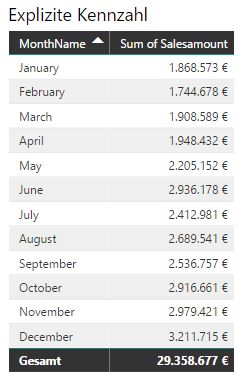 Explizite Kennzahl
MonthName Sum of Salesamount
January 1.868.573 €
February 1.744.678 €
March 1.908.589 €
April 1.948.432 €
May 2.205.152 €
June 2.936.178 €
July 2.412.981 €
August 2.689.541 €
September 2.536.757 €
October 2.916.661 €
November 2.979.421 €
December 3.211.715 €
Gesamt 29.358.677 €